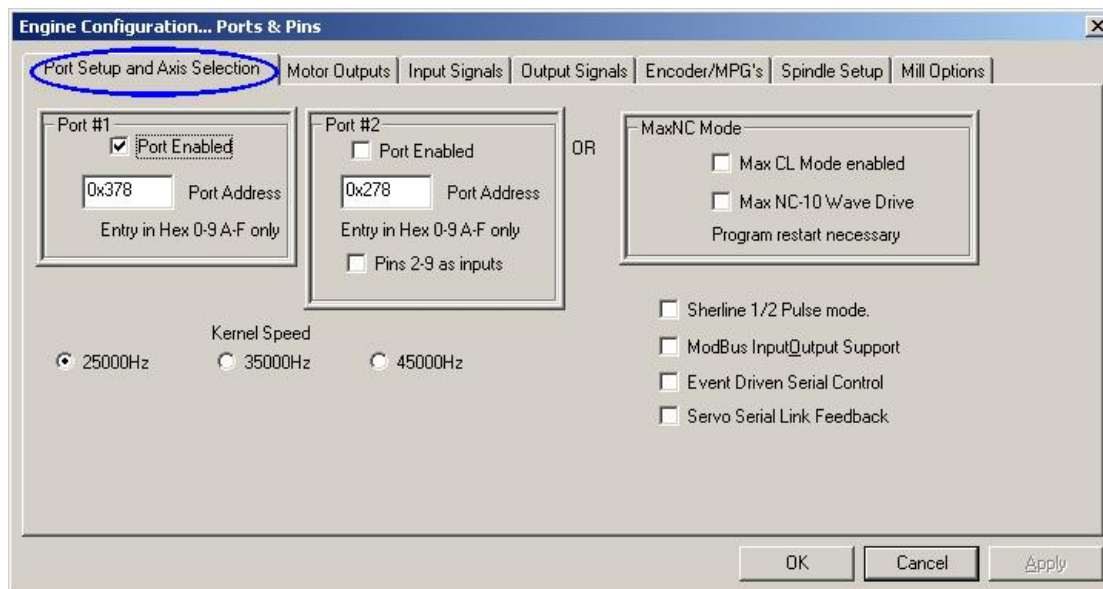 Engine Configuration... Ports & Pins
Port Setup and Axis Selection
Motor Outputs
Input Signals
Output Signals
Encoder/MPG's
Spindle Setup
Mill Options
Port #1
Port Enabled
0x378
Port Address
Entry in Hex 0-9 A-F only
Port #2
Port Enabled
0x278
Port Address
Entry in Hex 0-9 A-F only
Pins 2-9 as inputs
OR
MaxNC Mode
Max CL Mode enabled
Max NC-10 Wave Drive
Program restart necessary
Kernel Speed
25000Hz
35000Hz
45000Hz
Sherline 1/2 Pulse mode.
ModBus InputOutput Support
Event Driven Serial Control
Servo Serial Link Feedback
OK
Cancel
Apply